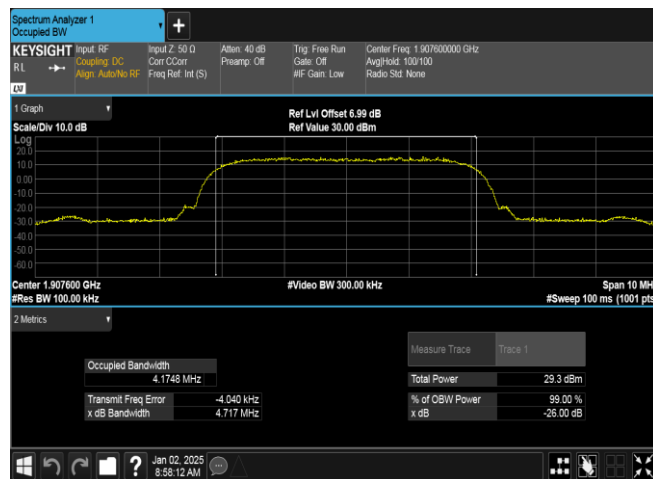 Spectrum Analyzer 1
Occupied BW
+
KEYSIGHT Input: RF Input Z: 50 Ω Atten: 40 dB Trig: Free Run Center Freq: 1.907600000 GHz
RL Coupling: DC Corr CCorr Preamp: Off Gate: Off Avg|Hold: 100/100
Align: Auto/No RF Freq Ref: Int (S) #IF Gain: Low Radio Std: None
LXI
1 Graph
Ref Lvl Offset 6.99 dB
Scale/Div 10.0 dB Ref Value 30.00 dBm
Log
20.0
10.0
0.00
-10.0
-20.0
-30.0
-40.0
-50.0
-60.0
Center 1.907600 GHz #Video BW 300.00 kHz Span 10 MH
#Res BW 100.00 kHz #Sweep 100 ms (1001 pts
2 Metrics
Measure Trace Trace 1
Occupied Bandwidth
4.1748 MHz Total Power 29.3 dBm
Transmit Freq Error -4.040 kHz % of OBW Power 99.00 %
x dB Bandwidth 4.717 MHz x dB -26.00 dB
? Jan 02, 2025
8:58:12 AM